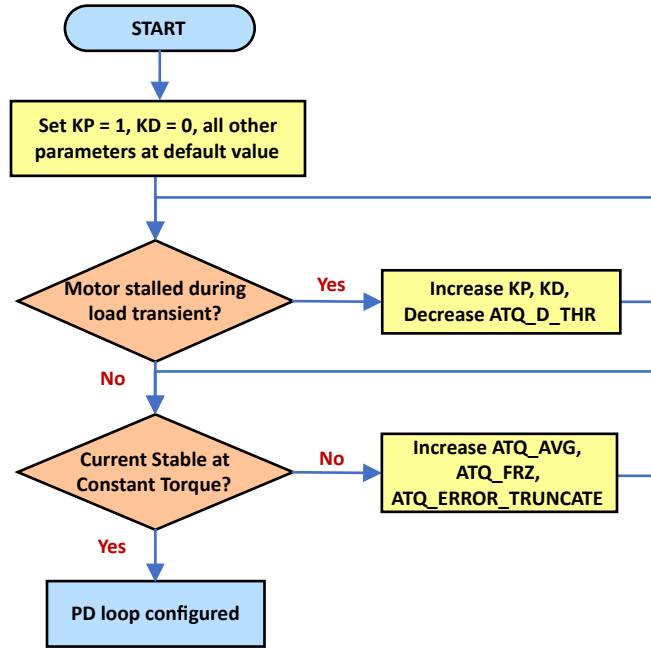 START
Set KP = 1, KD = 0, all other
parameters at default value
Motor stalled during
load transient?
Yes
Increase KP, KD,
Decrease ATQ_D_THR
No
Current Stable at
Constant Torque?
No
Increase ATQ_AVG,
ATQ_FRZ,
ATQ_ERROR_TRUNCATE
Yes
PD loop configured